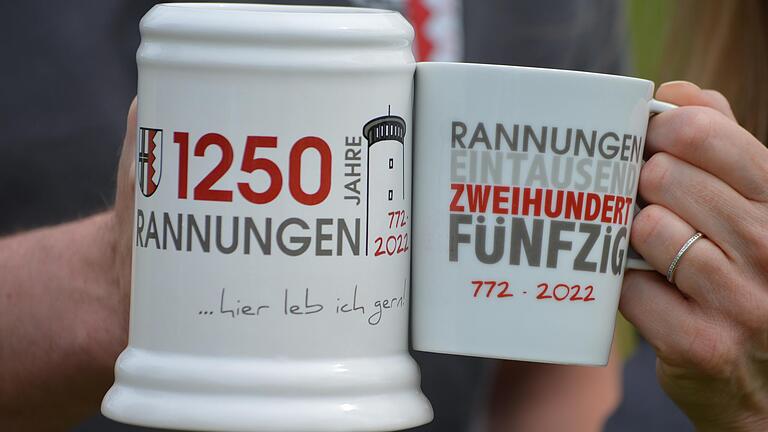 1250
JAHRE
RANNUNGEN
772-
2022
...hier leb ich gern!
RANNUNGEN
EINTAUSEND
ZWEIHUNDERT
FÜNFZiG
772 - 2022